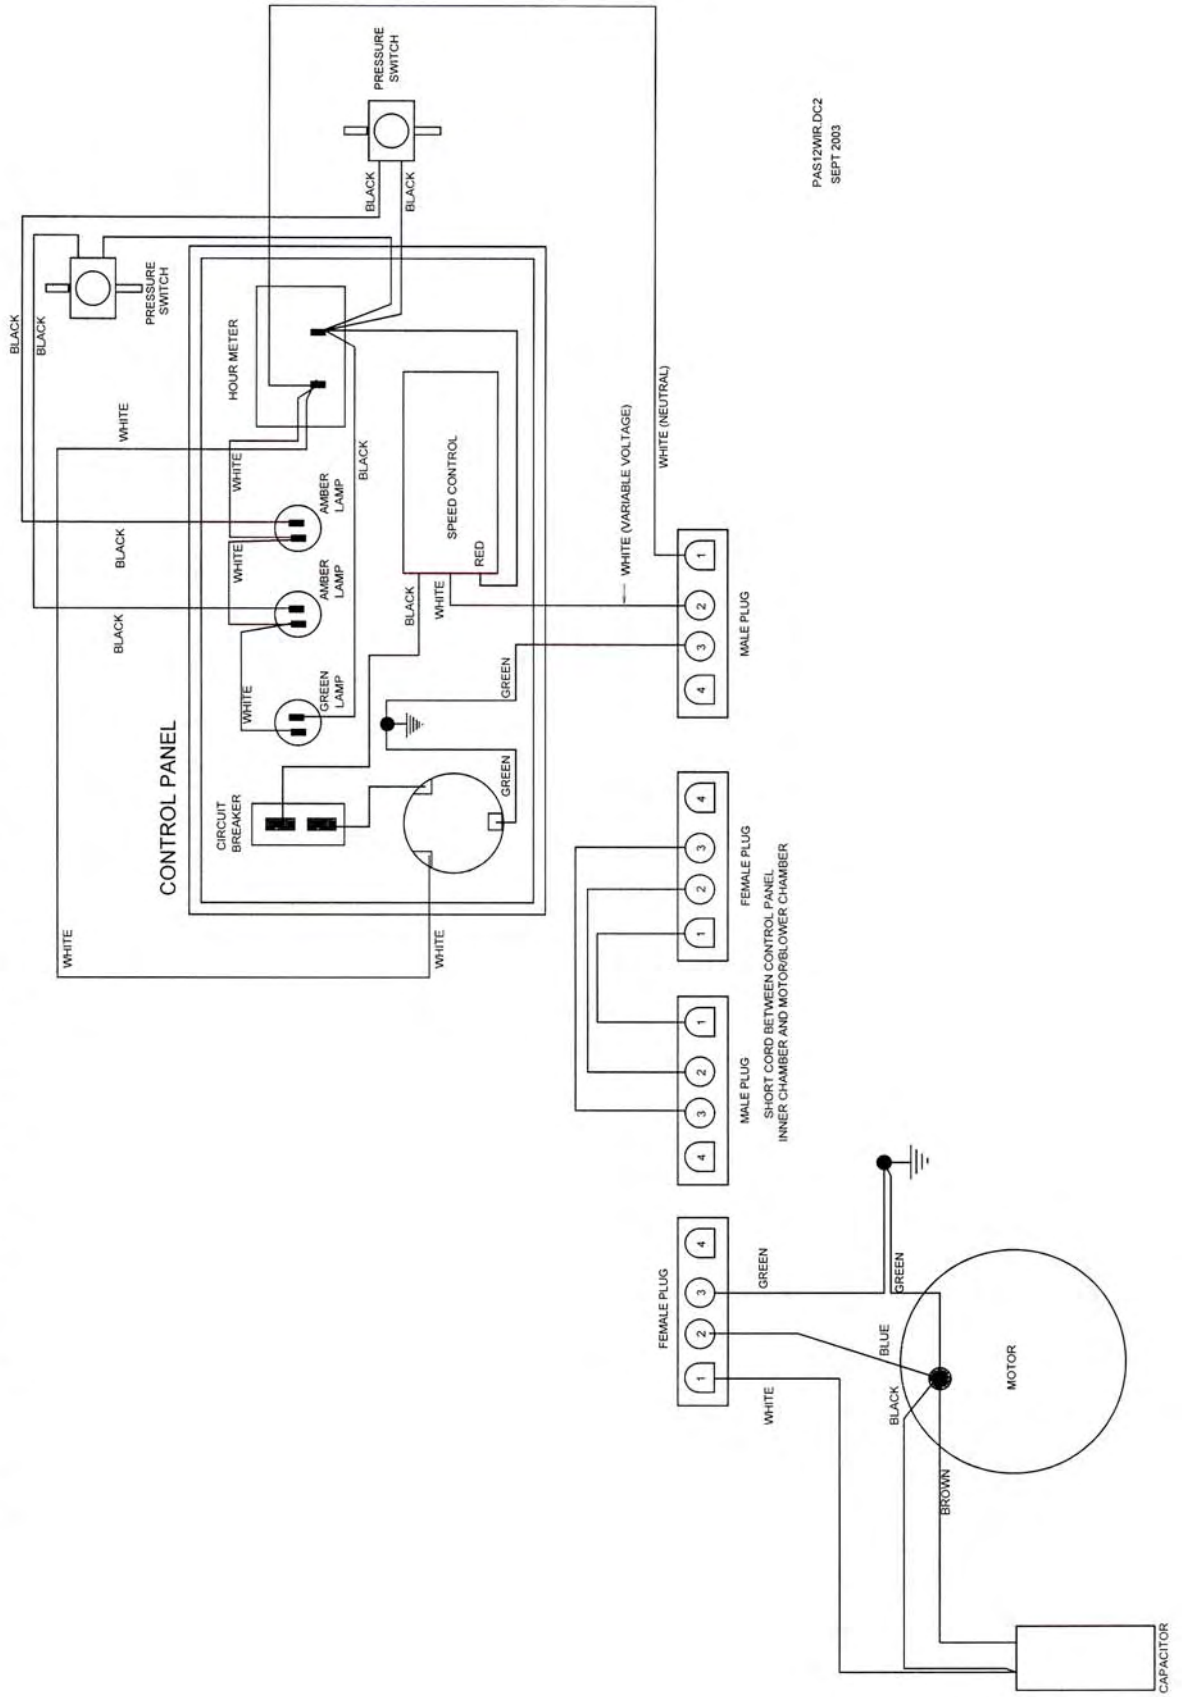 PRESSURE
SWITCH
BLACK
BLACK
PRESSURE
SWITCH
BLACK
BLACK
WHITE
HOUR METER
WHITE
BLACK
AMBER
LAMP
WHITE
BLACK
AMBER
LAMP
BLACK
WHITE
GREEN
LAMP
CONTROL PANEL
CIRCUIT
BREAKER
WHITE
WHITE
GREEN
GREEN
SPEED CONTROL
RED
BLACK
WHITE
WHITE (VARIABLE VOLTAGE)
WHITE (NEUTRAL)
PAS12WIR.DC2
SEPT 2003
4
3
2
1
MALE PLUG
1
2
3
4
FEMALE PLUG
SHORT CORD BETWEEN CONTROL PANEL
INNER CHAMBER AND MOTOR/BLOWER CHAMBER
4
3
2
1
MALE PLUG
FEMALE PLUG
1
2
3
4
GREEN
WHITE
GREEN
BLUE
BLACK
BROWN
MOTOR
CAPACITOR